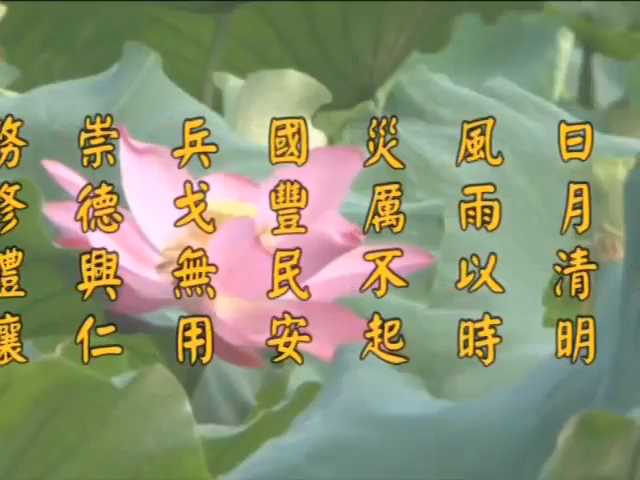 日月清明
風雨以時
災厲不起
國豐民安
兵戈無用
崇德興仁
務修禮讓